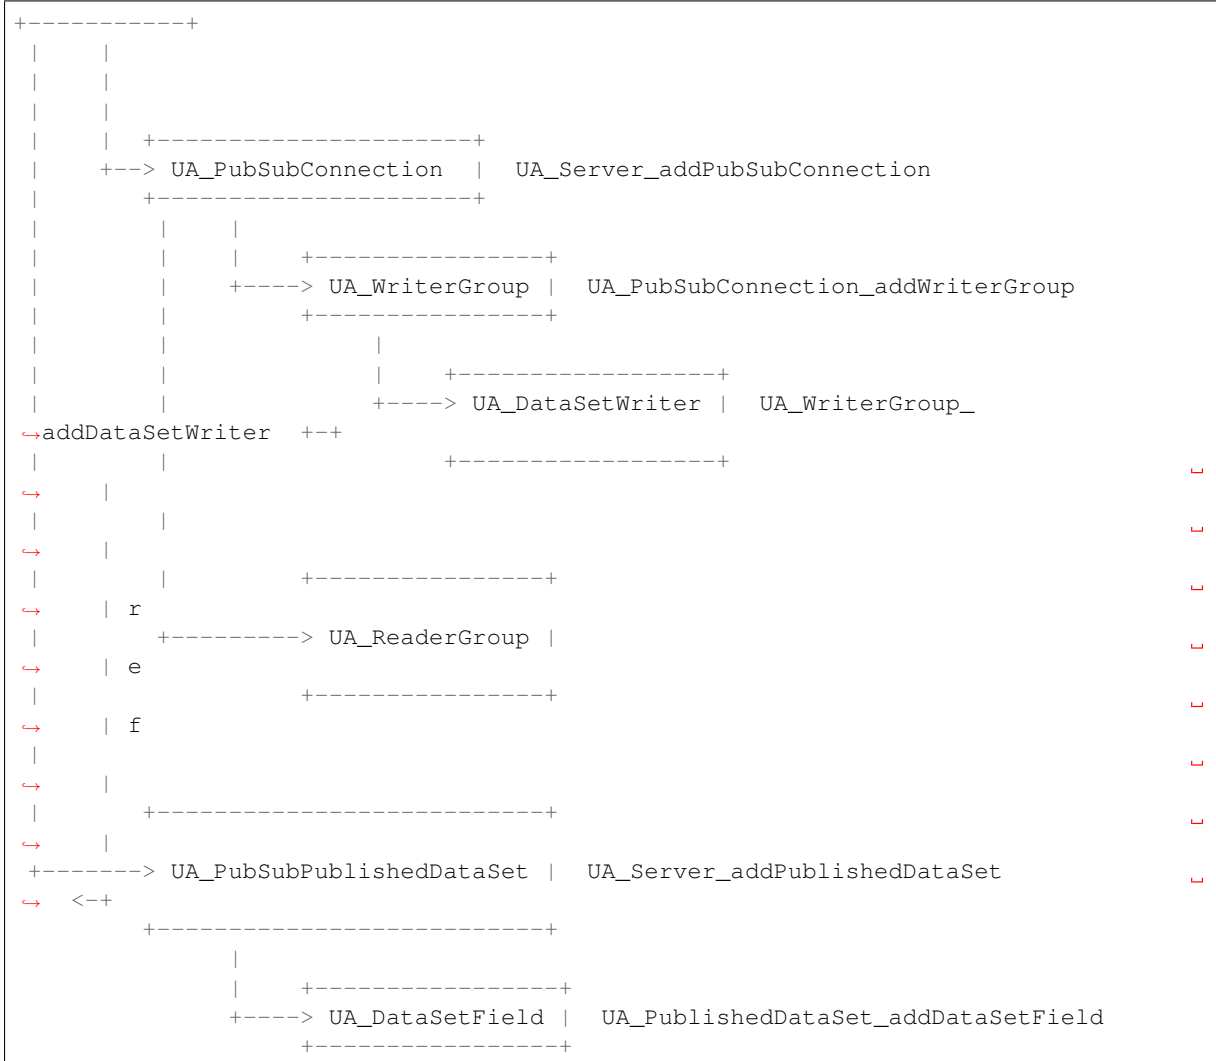 +-----------+
 |     |
 |     |
 |     |
 |     |  +----------------------+
 |     +--> UA_PubSubConnection  |  UA_Server_addPubSubConnection
 |        +----------------------+
 |         |    |
 |         |    |    +----------------+
 |         |    +----> UA_WriterGroup |  UA_PubSubConnection_addWriterGroup
 |         |         +----------------+
 |         |              |
 |         |              |    +------------------+
 |         |              +----> UA_DataSetWriter |  UA_WriterGroup_
↪addDataSetWriter  +-+
 |         |                   +------------------+                                 ␣
↪    |
 |         |                                                                        ␣
↪    |
 |         |         +----------------+                                             ␣
↪    | r
 |         +---------> UA_ReaderGroup |                                             ␣
↪    | e
 |                   +----------------+                                             ␣
↪    | f
 |                                                                                  ␣
↪    |
 |        +---------------------------+                                             ␣
↪    |
 +-------> UA_PubSubPublishedDataSet |  UA_Server_addPublishedDataSet               ␣
↪  <-+
          +---------------------------+
                |
                |    +-----------------+
                +----> UA_DataSetField |  UA_PublishedDataSet_addDataSetField
                     +-----------------+